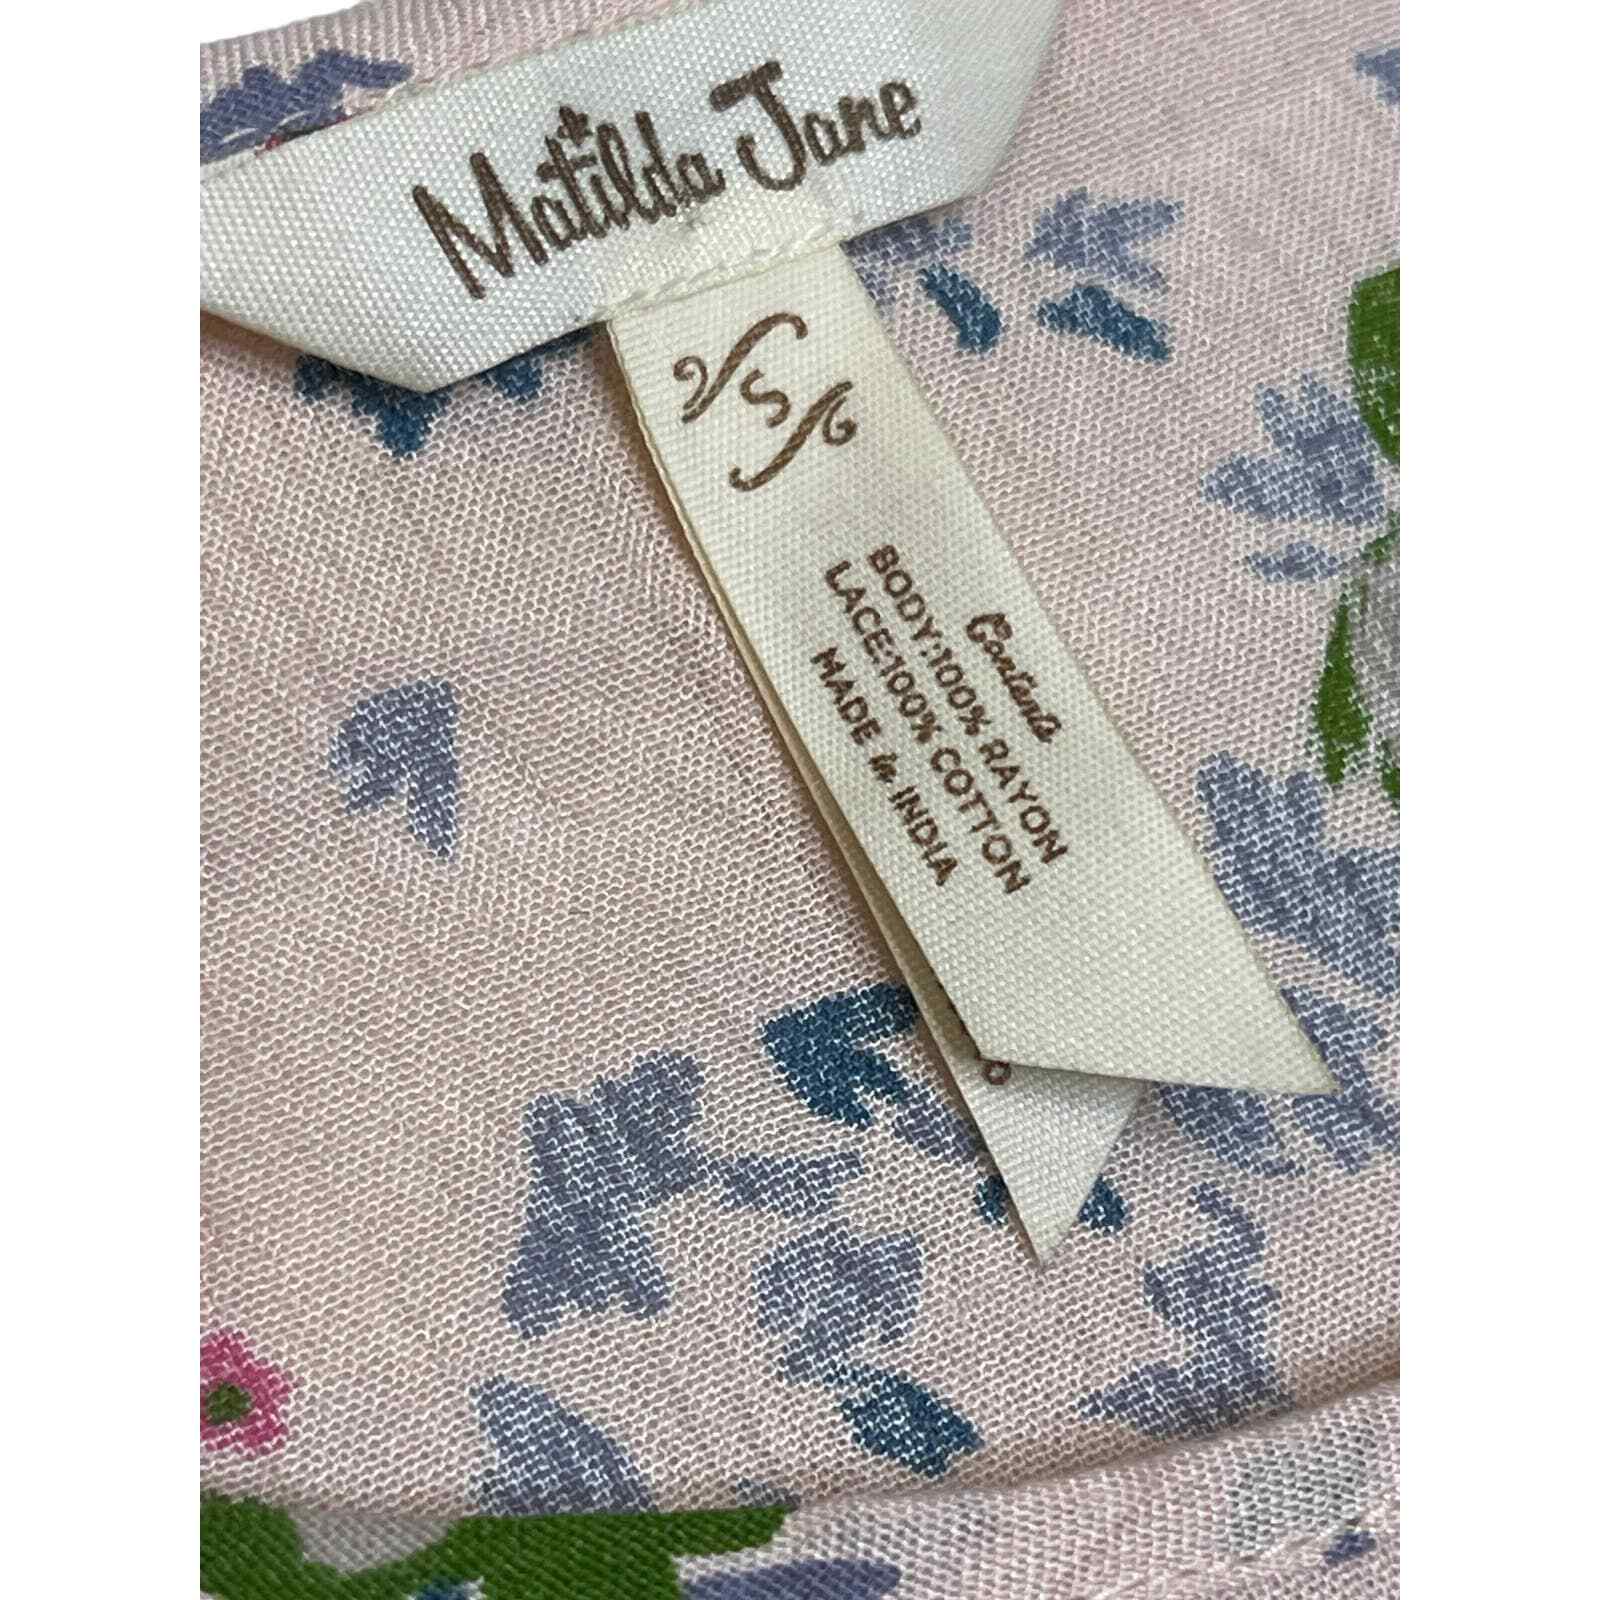 Matilda Jane
S
Contents
BODY:100% RAYON
LACE:100% COTTON
MADE in INDIA